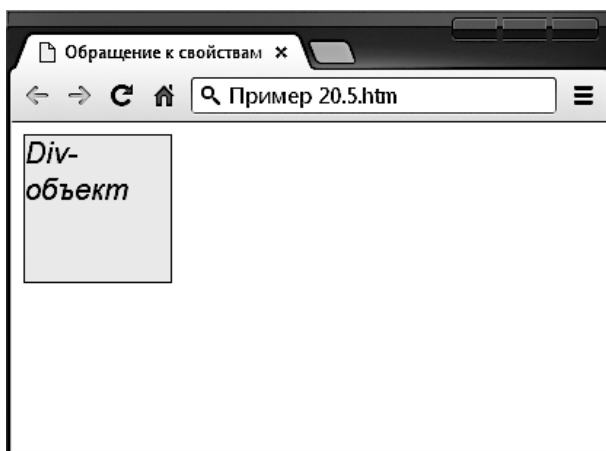 Обращение к свойствам
Пример 20.5.htm
Div-
объект